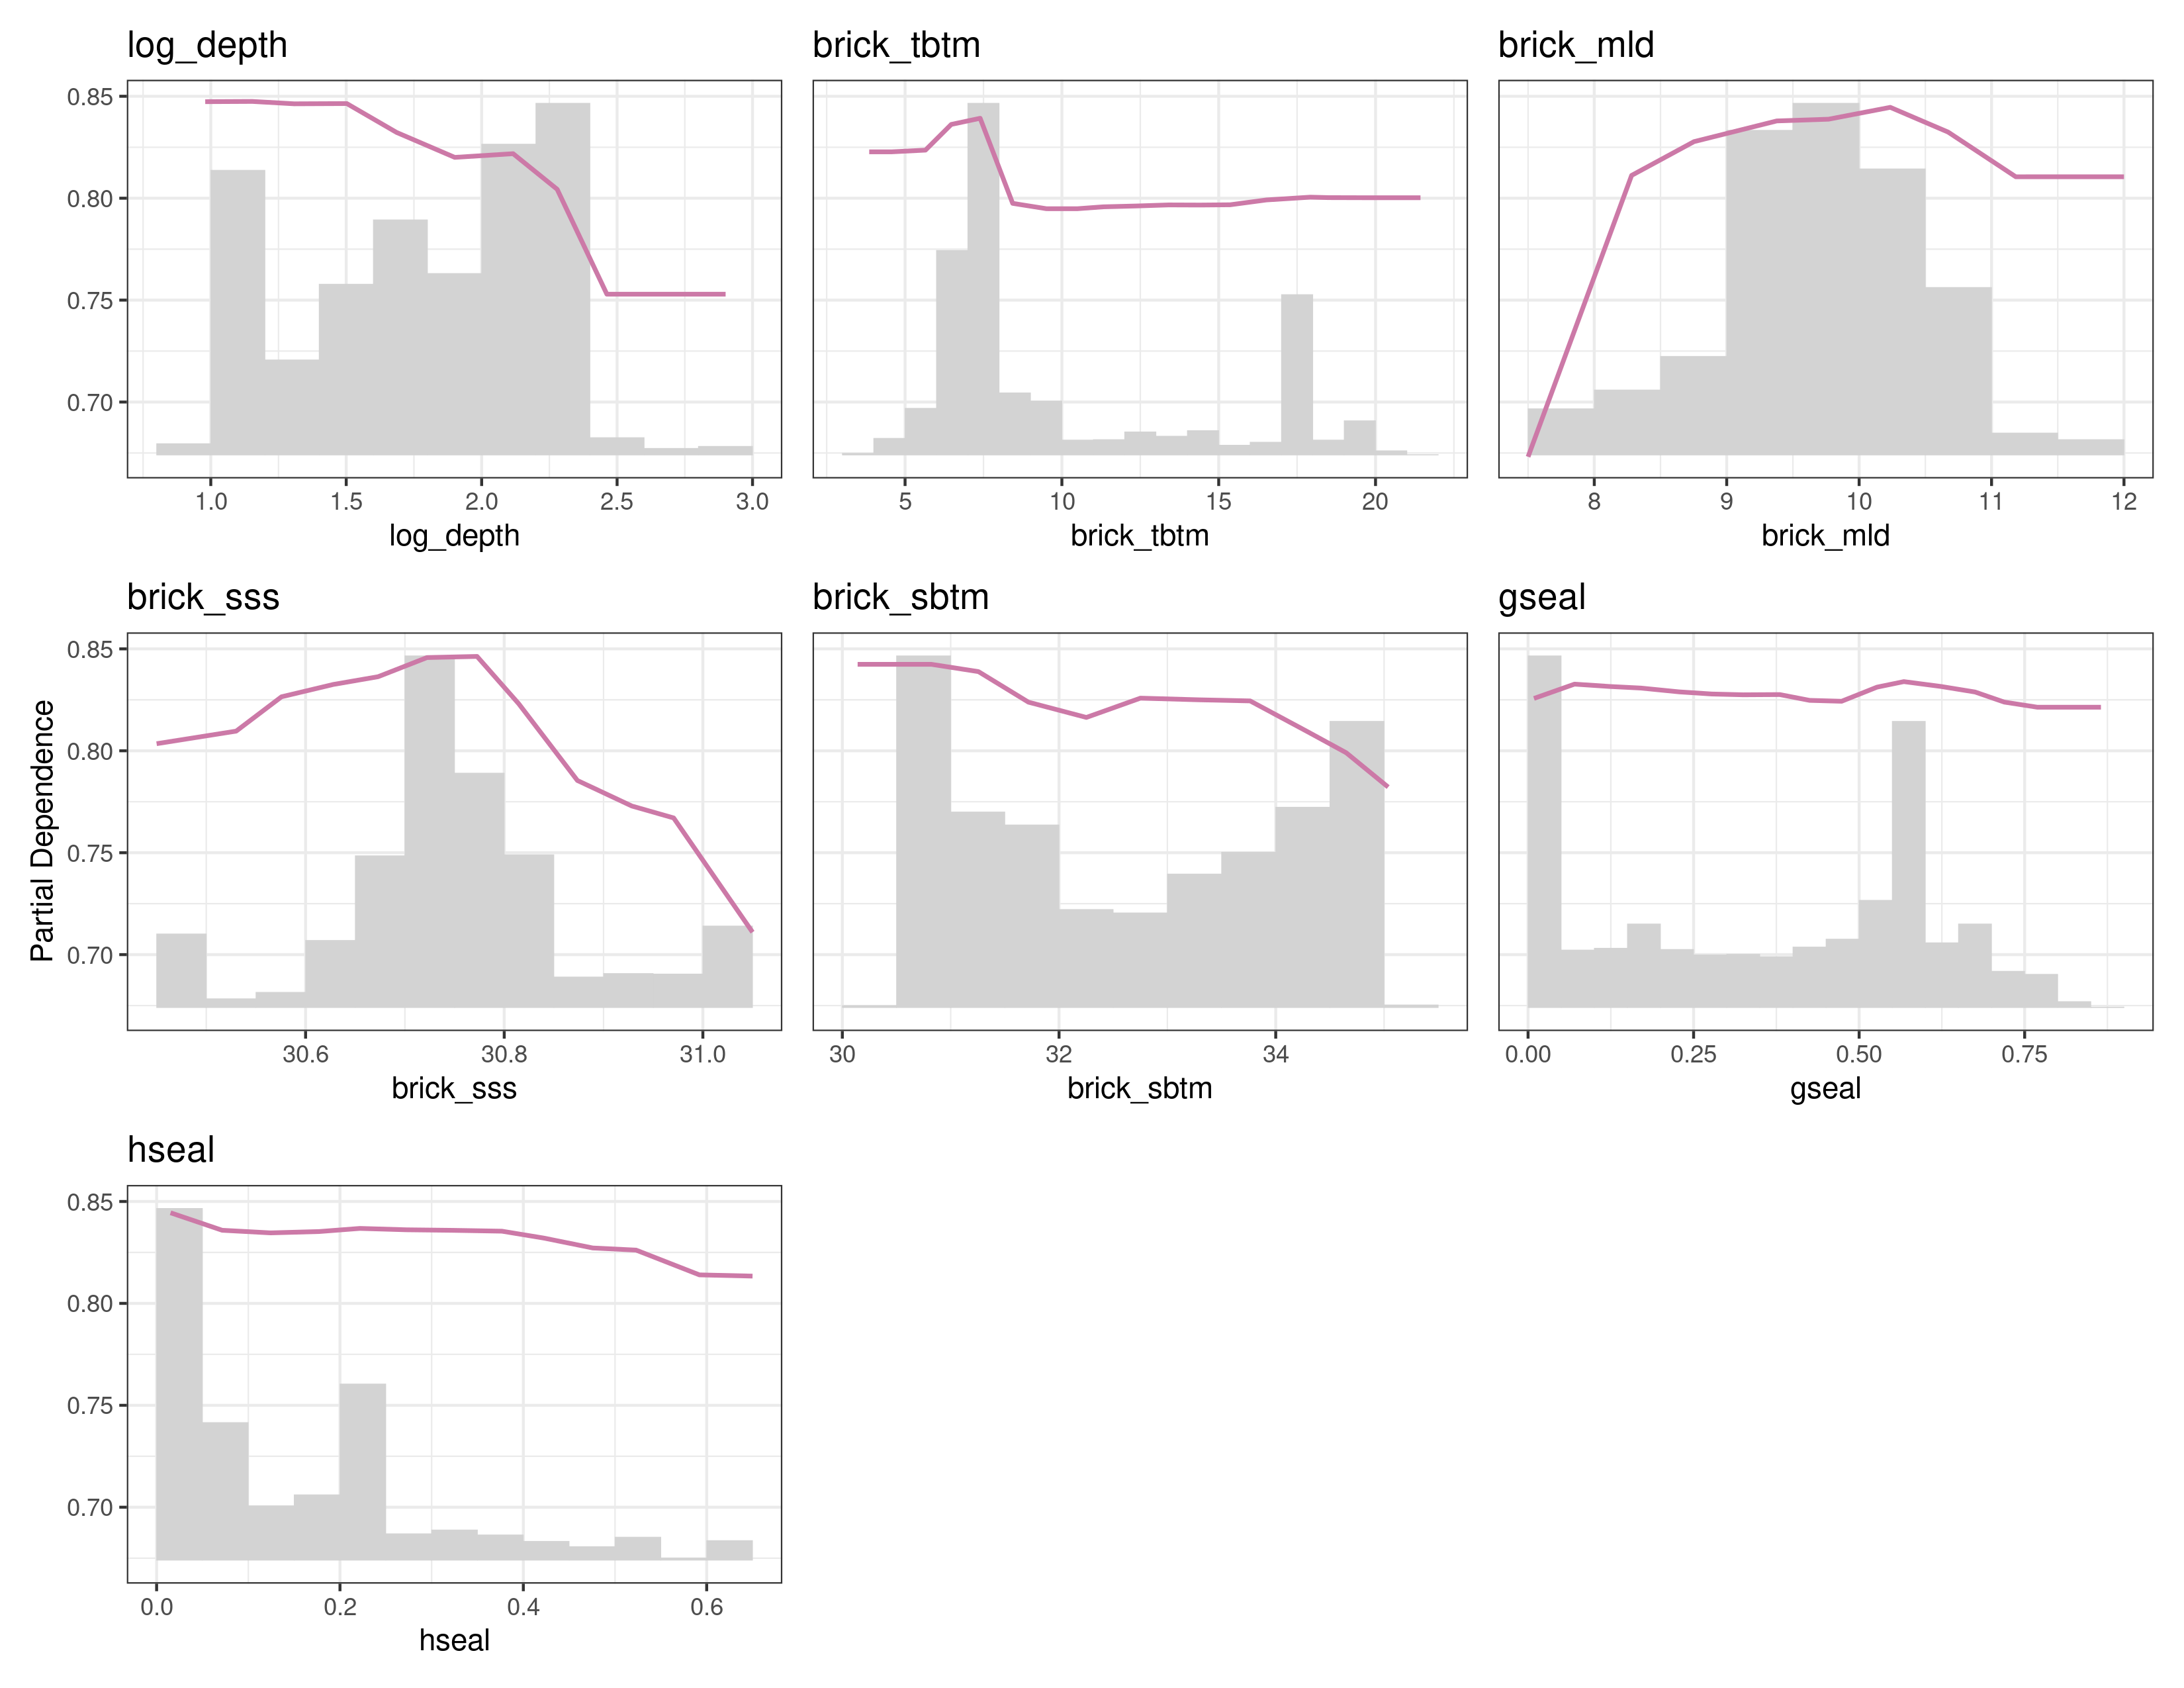 log_depth
brick_tbtm
brick_mld
0.85
0.80
0.75
0.70
1.0 1.5 2.0 2.5 3.0
5 10 15 20
8 9 10 11 12
log_depth
brick_tbtm
brick_mld
brick_sss
brick_sbtm
gseal
Partial Dependence
0.85
0.80
0.75
0.70
30.6 30.8 31.0
30 32 34
0.00 0.25 0.50 0.75
brick_sss
brick_sbtm
gseal
hseal
0.85
0.80
0.75
0.70
0.0 0.2 0.4 0.6
hseal